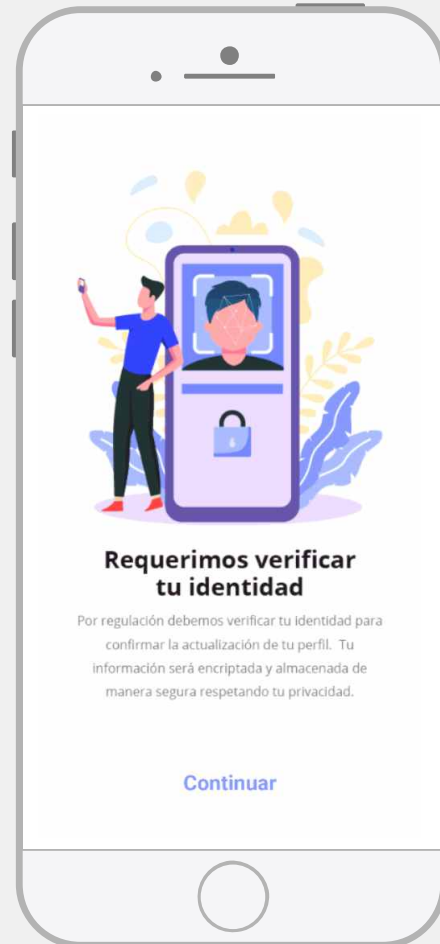 Requerimos verificar
tu identidad
Por regulación debemos verificar tu identidad para
confirmar la actualización de tu perfil. Tu
información será encriptada y almacenada de
manera segura respetando tu privacidad.
Continuar